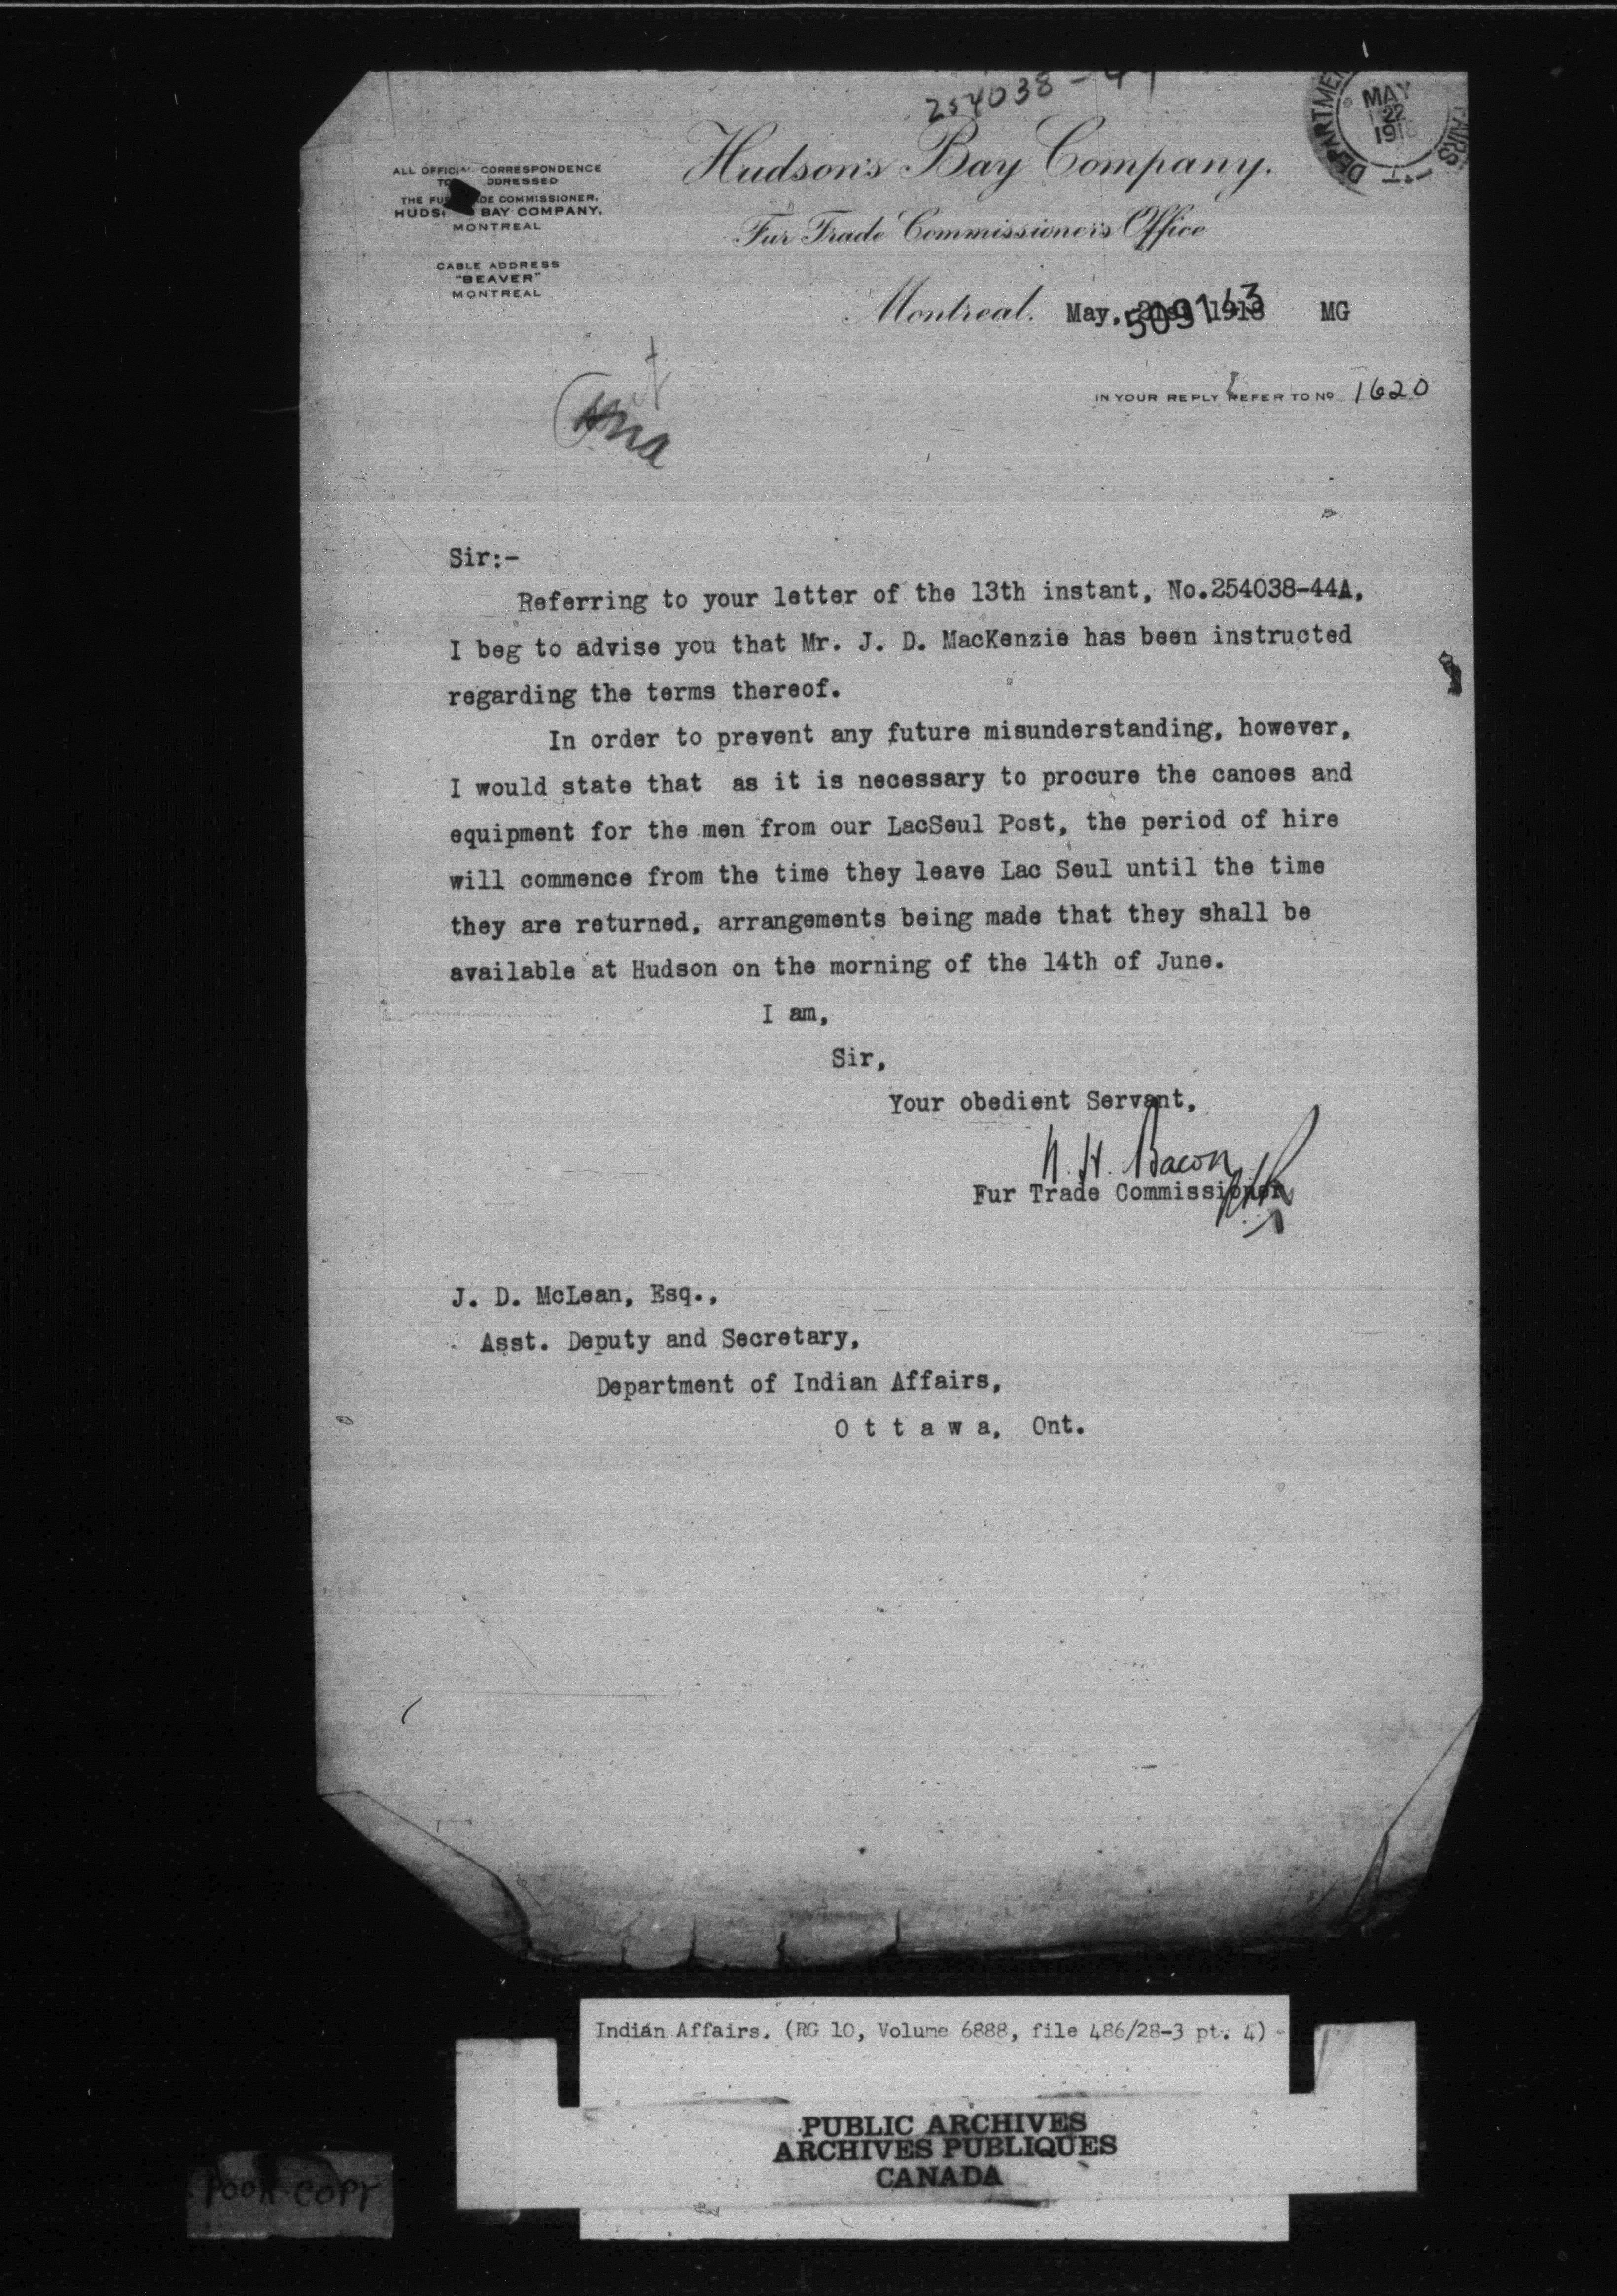 254038-
MAY
22
1918
DEPARTMEN
FAIRS
ALL OFFICIAL CORRESPONDENCE
TO DDRESSED
THE FUR TRADE COMMISSIONER,
HUDS BAY COMPANY,
MONTREAL
CABLE ADDRESS
"BEAVER"
MONTREAL
Hudson's Bay Company.
Fur Trade Commissioner's Office
Montreal. May, 21st 1918 MG
509143
IN YOUR REPLY REFER TO NO 1620
Sir:-
Referring to your letter of the 13th instant, No.254038-44A,
I beg to advise you that Mr. J. D. MacKenzie has been instructed
regarding the terms thereof.
In order to prevent any future misunderstanding, however,
I would state that as it is necessary to procure the canoes and
equipment for the men from our LacSeul Post, the period of hire
will commence from the time they leave Lac Seul until the time
they are returned, arrangements being made that they shall be
available at Hudson on the morning of the 14th of June.
I am,
Sir,
Your obedient Servant,
N. H. Bacon
Fur Trade Commissioner
J. D. McLean, Esq.,
Asst. Deputy and Secretary,
Department of Indian Affairs,
O t t a w a, Ont.
Indian Affairs. (RG 10, Volume 6888, file 486/28-3 pt. 4)
PUBLIC ARCHIVES
ARCHIVES PUBLIQUES
CANADA
POOR COPY